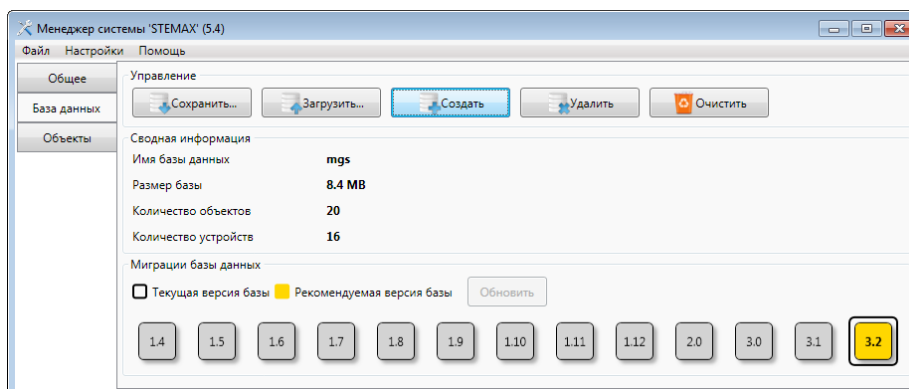 Менеджер системы 'STEMAX' (5.4)
Файл Настройки Помощь
Общее
База данных
Объекты
Управление
Сохранить... Загрузить... Создать Удалить Очистить
Сводная информация
Имя базы данных mgs
Размер базы 8.4 MB
Количество объектов 20
Количество устройств 16
Миграции базы данных
Текущая версия базы Рекомендуемая версия базы Обновить
1.4 1.5 1.6 1.7 1.8 1.9 1.10 1.11 1.12 2.0 3.0 3.1 3.2